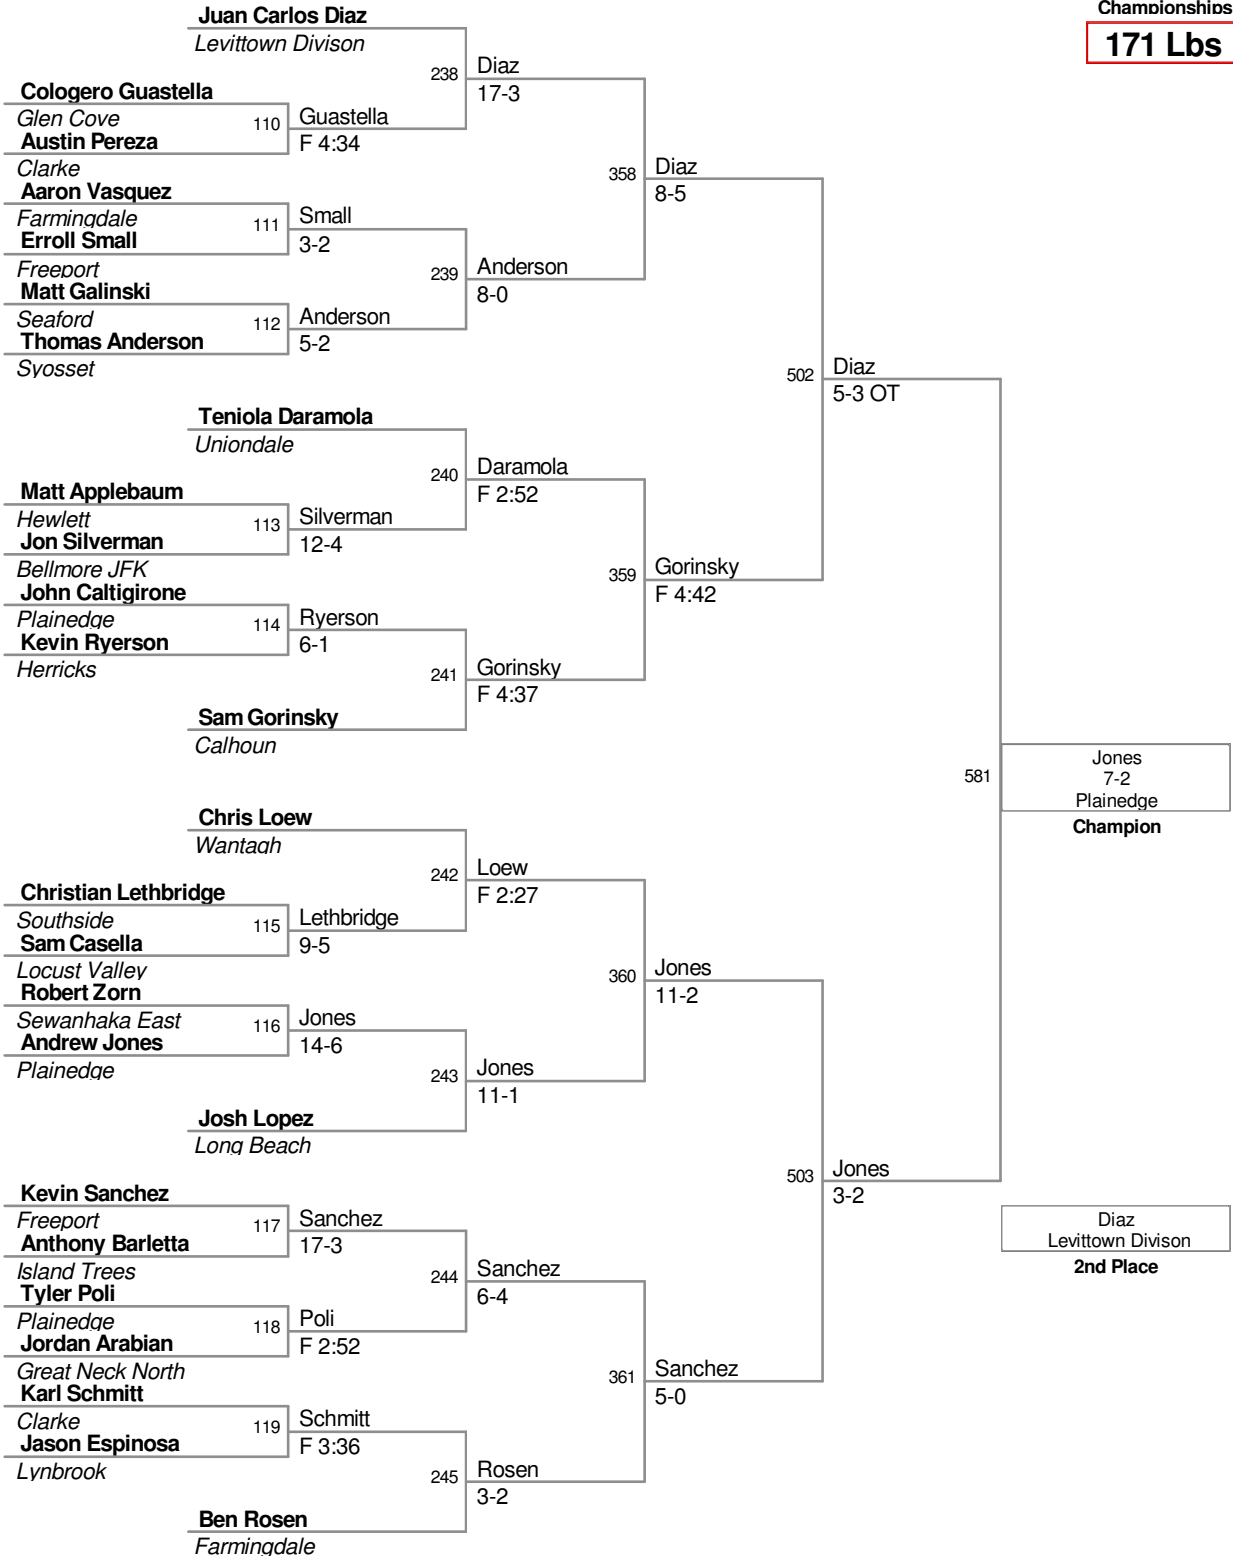 Championships
171 Lbs
Juan Carlos Diaz
Levittown Divison
238
Diaz
17-3
Cologero Guastella
Glen Cove
110
Guastella
F 4:34
Austin Pereza
Clarke
358
Diaz
8-5
Aaron Vasquez
Farmingdale
111
Small
3-2
Erroll Small
Freeport
239
Anderson
8-0
Matt Galinski
Seaford
112
Anderson
5-2
Thomas Anderson
Syosset
502
Diaz
5-3 OT
Teniola Daramola
Uniondale
240
Daramola
F 2:52
Matt Applebaum
Hewlett
113
Silverman
12-4
Jon Silverman
Bellmore JFK
359
Gorinsky
F 4:42
John Caltigirone
Plainedge
114
Ryerson
6-1
Kevin Ryerson
Herricks
241
Gorinsky
F 4:37
Sam Gorinsky
Calhoun
581
Jones
7-2
Plainedge
Champion
Chris Loew
Wantagh
242
Loew
F 2:27
Christian Lethbridge
Southside
115
Lethbridge
9-5
Sam Casella
Locust Valley
360
Jones
11-2
Robert Zorn
Sewanhaka East
116
Jones
14-6
Andrew Jones
Plainedge
243
Jones
11-1
Josh Lopez
Long Beach
503
Jones
3-2
Kevin Sanchez
Freeport
117
Sanchez
17-3
Anthony Barletta
Island Trees
244
Sanchez
6-4
Diaz
Levittown Divison
2nd Place
Tyler Poli
Plainedge
118
Poli
F 2:52
Jordan Arabian
Great Neck North
361
Sanchez
5-0
Karl Schmitt
Clarke
119
Schmitt
F 3:36
Jason Espinosa
Lynbrook
245
Rosen
3-2
Ben Rosen
Farmingdale